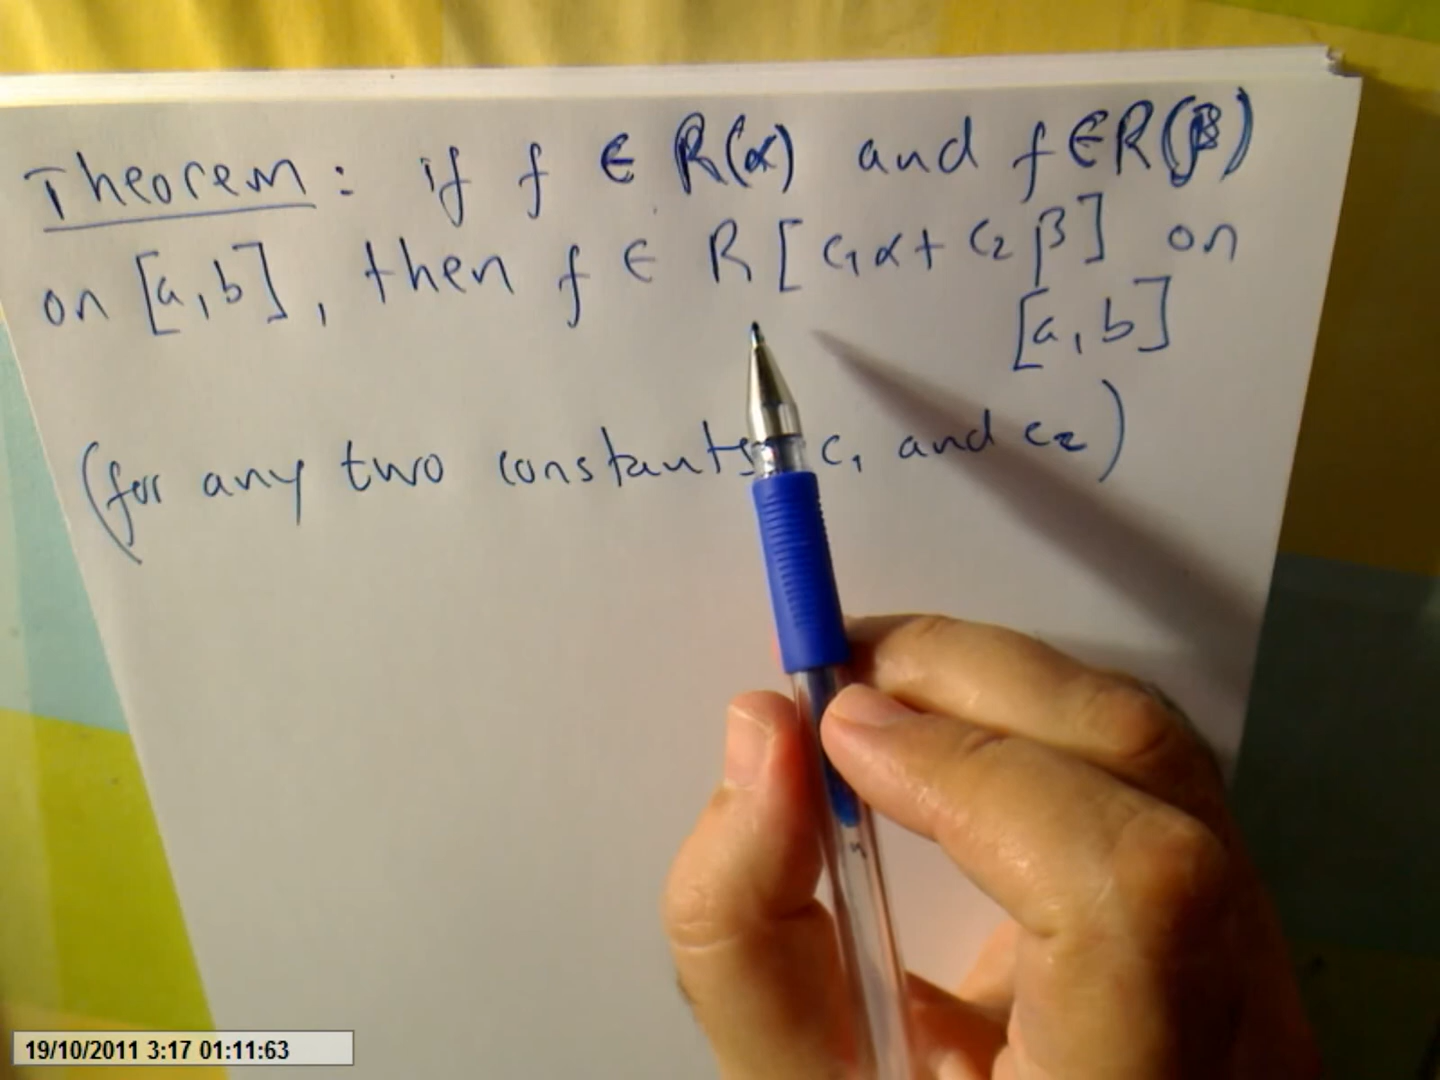 Theorem: if f ∈ R(α) and f ∈ R(β)
on [a,b], then f ∈ R[c₁α + c₂β] on
[a,b]
(for any two constants c₁ and c₂)
19/10/2011 3:17 01:11:63